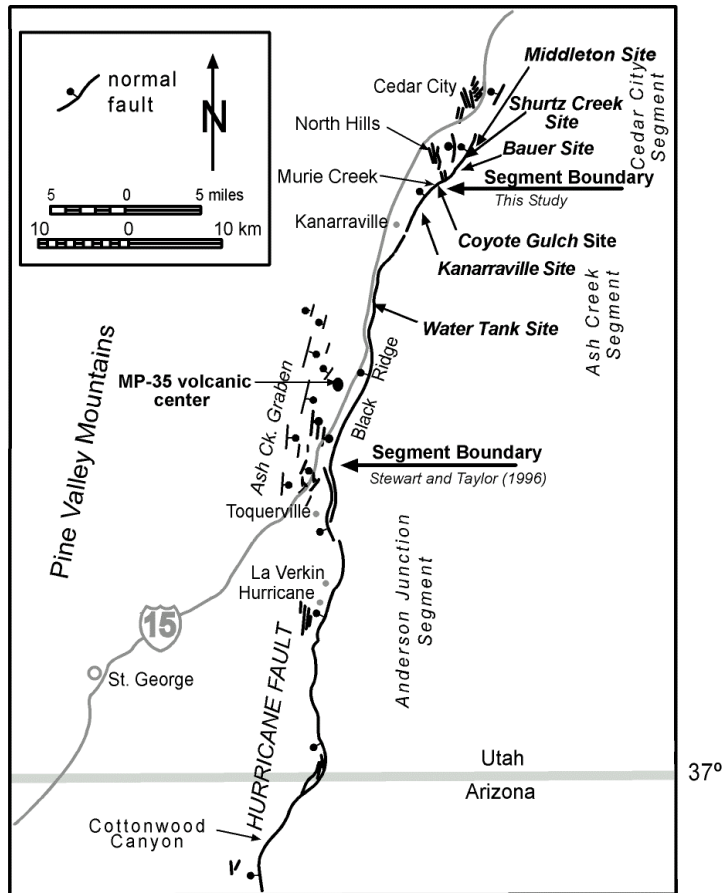 normal
fault
N
5 0 5 miles
10 0 10 km
Middleton Site
Cedar City
Shurtz Creek
Site
North Hills
Bauer Site
Cedar City
Segment
Murie Creek
Segment Boundary
This Study
Kanarraville
Coyote Gulch Site
Kanarraville Site
Ash Creek
Segment
Water Tank Site
Pine Valley Mountains
MP-35 volcanic
center
Ash Ck. Graben
Black
Ridge
Segment Boundary
Stewart and Taylor (1996)
Toquerville
Anderson Junction
Segment
La Verkin
Hurricane
15
St. George
HURRICANE FAULT
Utah
37º
Arizona
Cottonwood
Canyon